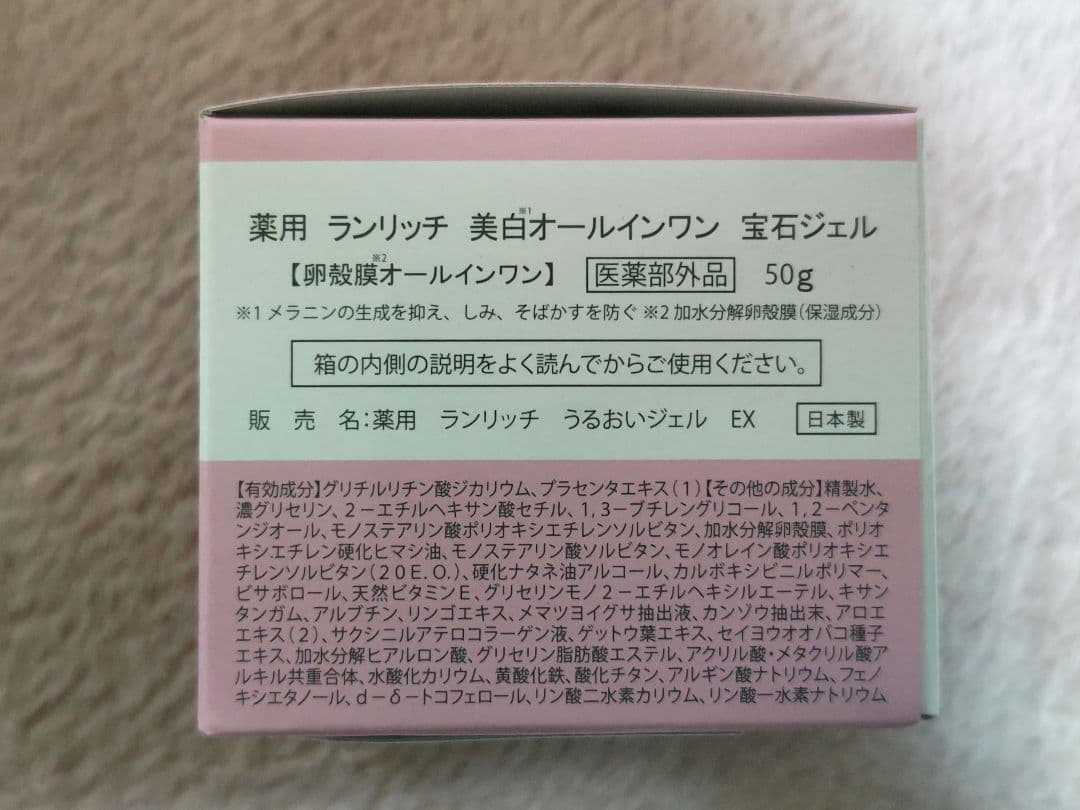 薬用 ランリッチ 美白※1オールインワン 宝石ジェル
【卵殻膜※2オールインワン】 医薬部外品 50g
※1 メラニンの生成を抑え、しみ、そばかすを防ぐ ※2 加水分解卵殻膜(保湿成分)
箱の内側の説明をよく読んでからご使用ください。
販 売 名:薬用 ランリッチ うるおいジェル EX 日本製
【有効成分】グリチルリチン酸ジカリウム、プラセンタエキス(1)【その他の成分】精製水、
濃グリセリン、2-エチルヘキサン酸セチル、1,3-ブチレングリコール、1,2-ペンタ
ンジオール、モノステアリン酸ポリオキシエチレンソルビタン、加水分解卵殻膜、ポリオ
キシエチレン硬化ヒマシ油、モノステアリン酸ソルビタン、モノオレイン酸ポリオキシエ
チレンソルビタン(20E.O.)、硬化ナタネ油アルコール、カルボキシビニルポリマー、
ビサボロール、天然ビタミンE、グリセリンモノ2-エチルヘキシルエーテル、キサン
タンガム、アルブチン、リンゴエキス、メマツヨイグサ抽出液、カンゾウ抽出末、アロエ
エキス(2)、サクシニルアテロコラーゲン液、ゲットウ葉エキス、セイヨウオオバコ種子
エキス、加水分解ヒアルロン酸、グリセリン脂肪酸エステル、アクリル酸・メタクリル酸ア
ルキル共重合体、水酸化カリウム、黄酸化鉄、酸化チタン、アルギン酸ナトリウム、フェノ
キシエタノール、d-δ-トコフェロール、リン酸二水素カリウム、リン酸一水素ナトリウム